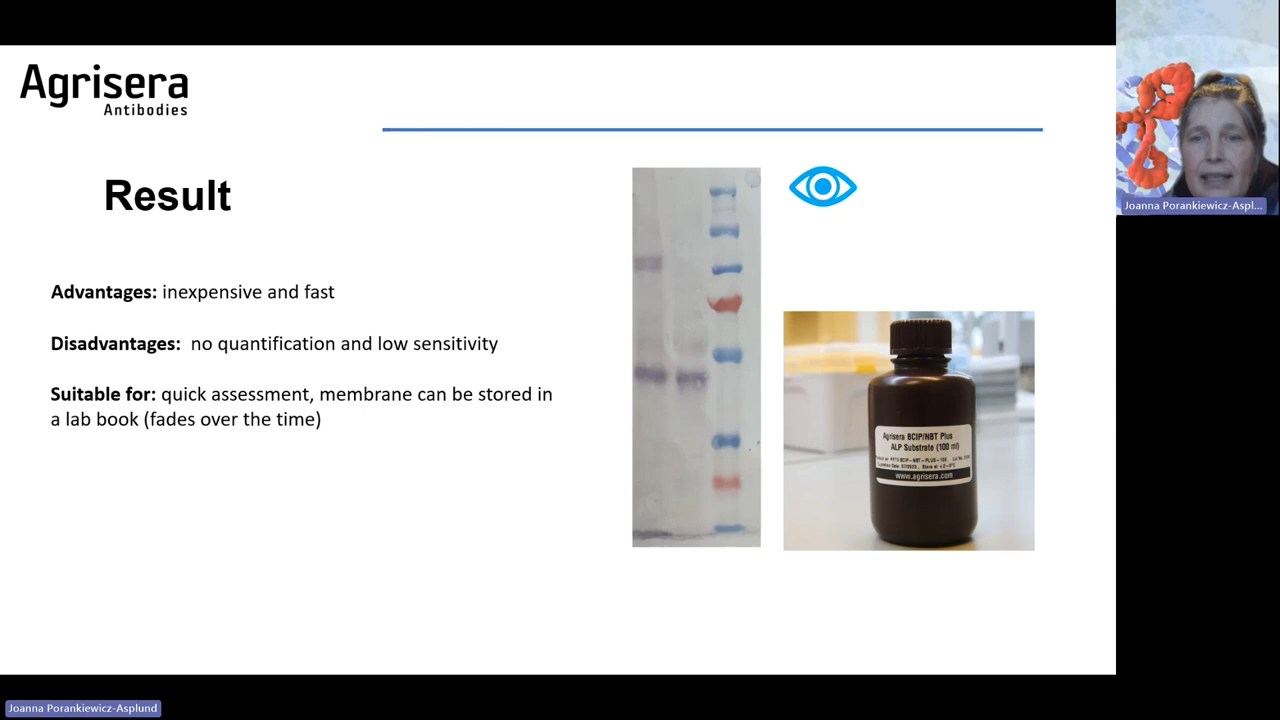 Agrisera
Antibodies
Result
Advantages: inexpensive and fast
Disadvantages: no quantification and low sensitivity
Suitable for: quick assessment, membrane can be stored in
a lab book (fades over the time)
Agrisera BCIP/NBT Plus
ALP Substrate (100 ml)
www.agrisera.com
Joanna Porankiewicz-Aspl...
Joanna Porankiewicz-Asplund